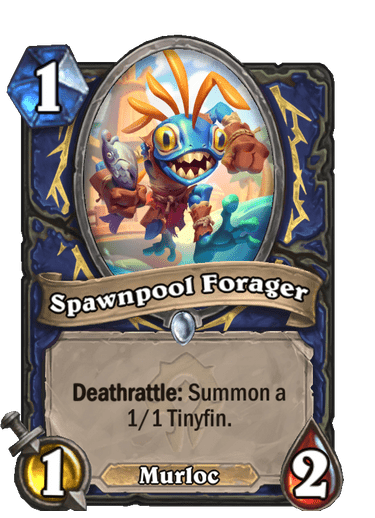 1
Spawnpool Forager
Deathrattle: Summon a
1/1 Tinyfin.
1
Murloc
2